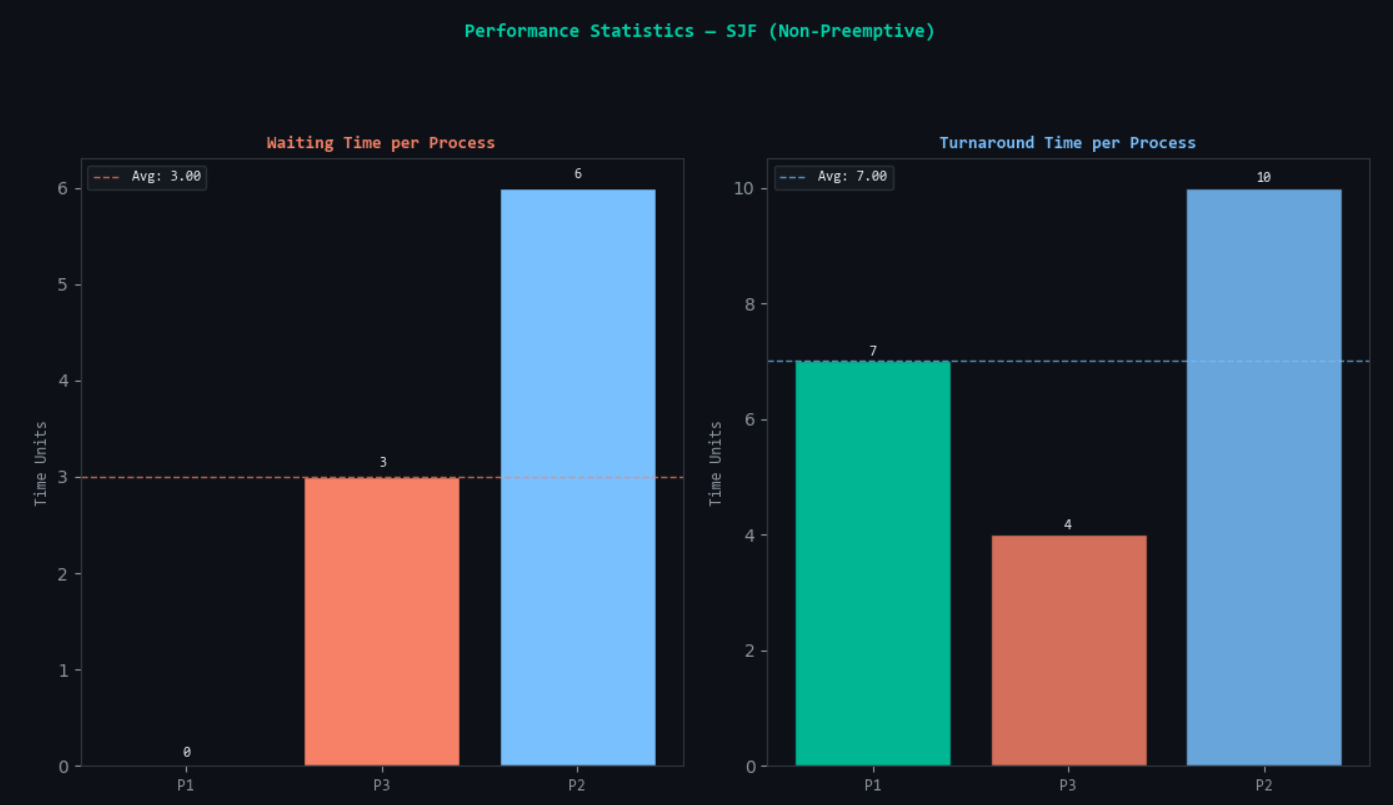 Performance Statistics — SJF (Non-Preemptive)
Waiting Time per Process
Avg: 3.00
Time Units
6
5
4
3
2
1
0
0
3
6
P1
P3
P2
Turnaround Time per Process
Avg: 7.00
Time Units
10
8
6
4
2
0
7
4
10
P1
P3
P2